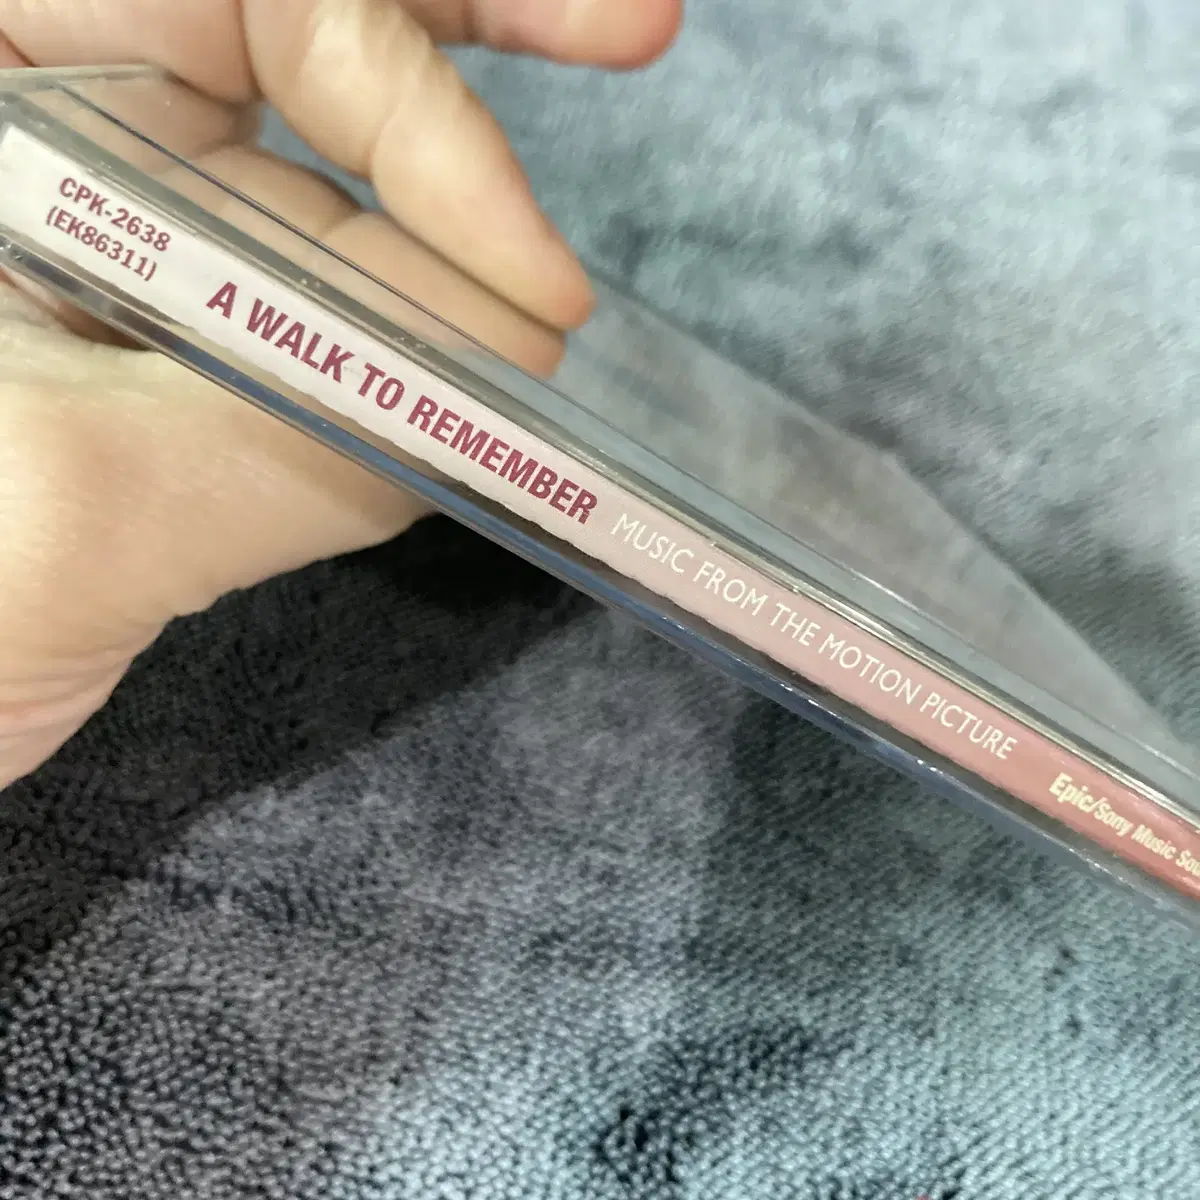 CPK-2638
(EK86311)
A WALK TO REMEMBER MUSIC FROM THE MOTION PICTURE Epic/Sony Music